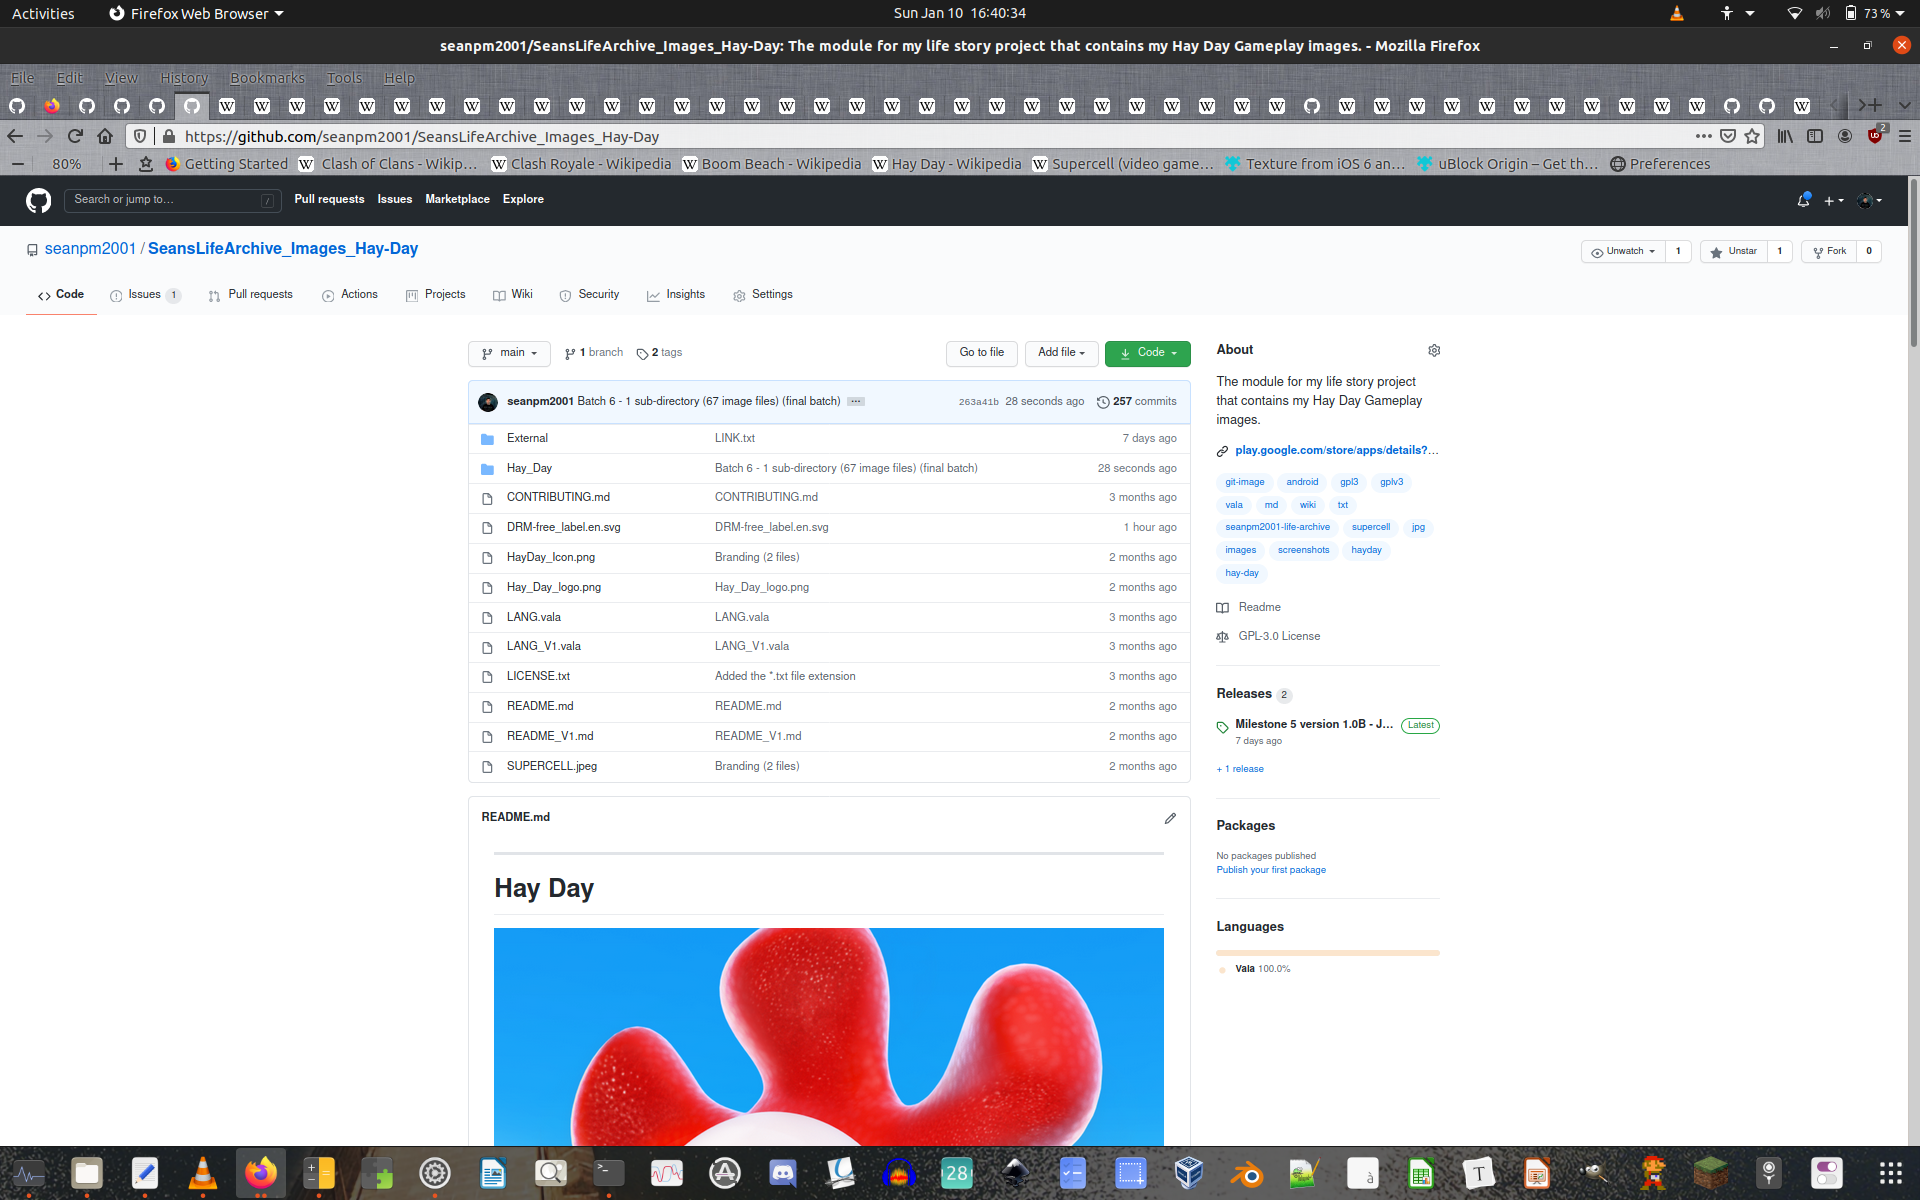 Activities Firefox Web Browser Sun Jan 10 16:40:34 73 %
seanpm2001/SeansLifeArchive_Images_Hay-Day: The module for my life story project that contains my Hay Day Gameplay images. - Mozilla Firefox
File Edit View History Bookmarks Tools Help
https://github.com/seanpm2001/SeansLifeArchive_Images_Hay-Day 2
80% Getting Started Clash of Clans - Wikip… Clash Royale - Wikipedia Boom Beach - Wikipedia Hay Day - Wikipedia Supercell (video game… Texture from iOS 6 an… uBlock Origin – Get th… Preferences
Search or jump to… / Pull requests Issues Marketplace Explore
seanpm2001 / SeansLifeArchive_Images_Hay-Day Unwatch 1 Unstar 1 Fork 0
Code Issues 1 Pull requests Actions Projects Wiki Security Insights Settings
main 1 branch 2 tags Go to file Add file Code
seanpm2001 Batch 6 - 1 sub-directory (67 image files) (final batch) ... 263a41b 28 seconds ago 257 commits
External LINK.txt 7 days ago
Hay_Day Batch 6 - 1 sub-directory (67 image files) (final batch) 28 seconds ago
CONTRIBUTING.md CONTRIBUTING.md 3 months ago
DRM-free_label.en.svg DRM-free_label.en.svg 1 hour ago
HayDay_Icon.png Branding (2 files) 2 months ago
Hay_Day_logo.png Hay_Day_logo.png 2 months ago
LANG.vala LANG.vala 3 months ago
LANG_V1.vala LANG_V1.vala 3 months ago
LICENSE.txt Added the *.txt file extension 3 months ago
README.md README.md 2 months ago
README_V1.md README_V1.md 2 months ago
SUPERCELL.jpeg Branding (2 files) 2 months ago
README.md
Hay Day
About
The module for my life story project
that contains my Hay Day Gameplay
images.
play.google.com/store/apps/details?…
git-image android gpl3 gplv3
vala md wiki txt
seanpm2001-life-archive supercell jpg
images screenshots hayday
hay-day
Readme
GPL-3.0 License
Releases 2
Milestone 5 version 1.0B - J… Latest
7 days ago
+ 1 release
Packages
No packages published
Publish your first package
Languages
Vala 100.0%
28